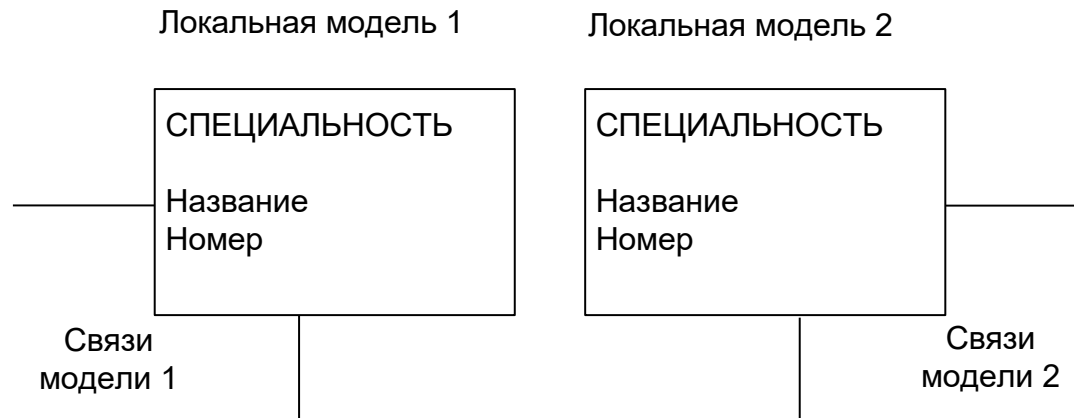 Локальная модель 1
Локальная модель 2
СПЕЦИАЛЬНОСТЬ
Название
Номер
СПЕЦИАЛЬНОСТЬ
Название
Номер
Связи
модели 1
Связи
модели 2